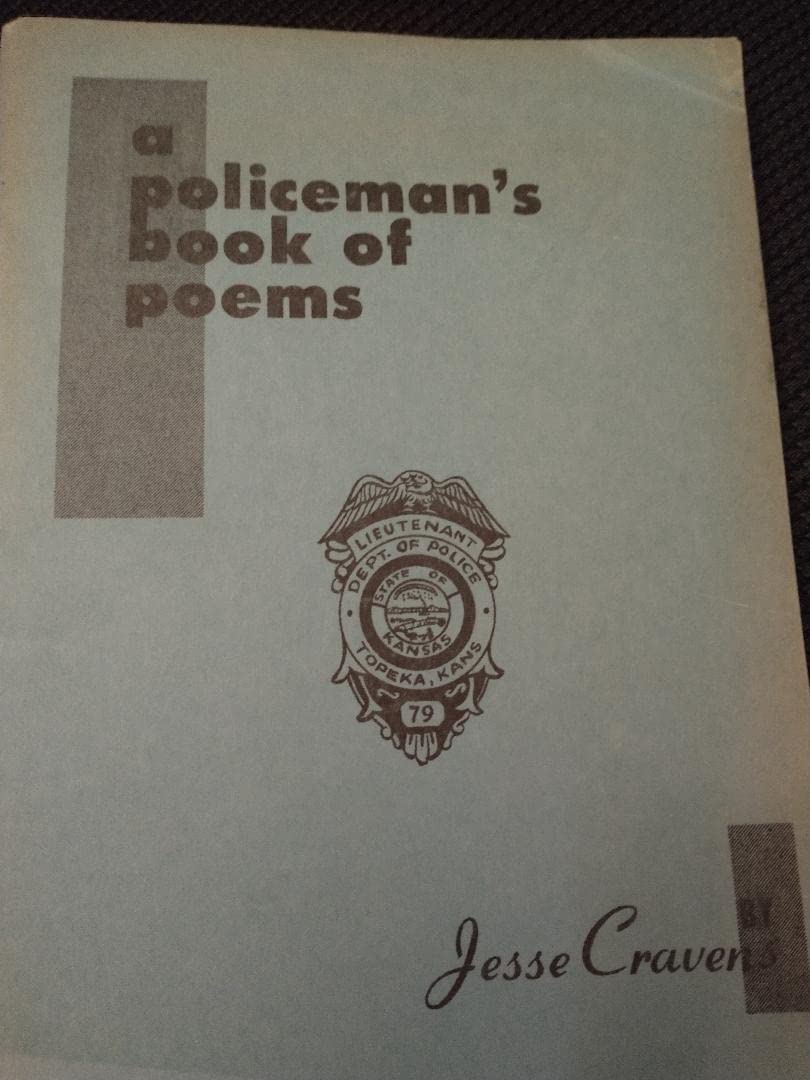 a
policeman's
book of
poems
LIEUTENANT
DEPT. OF POLICE
STATE OF
KANSAS
TOPEKA, KANS
79
BY
Jesse Cravens